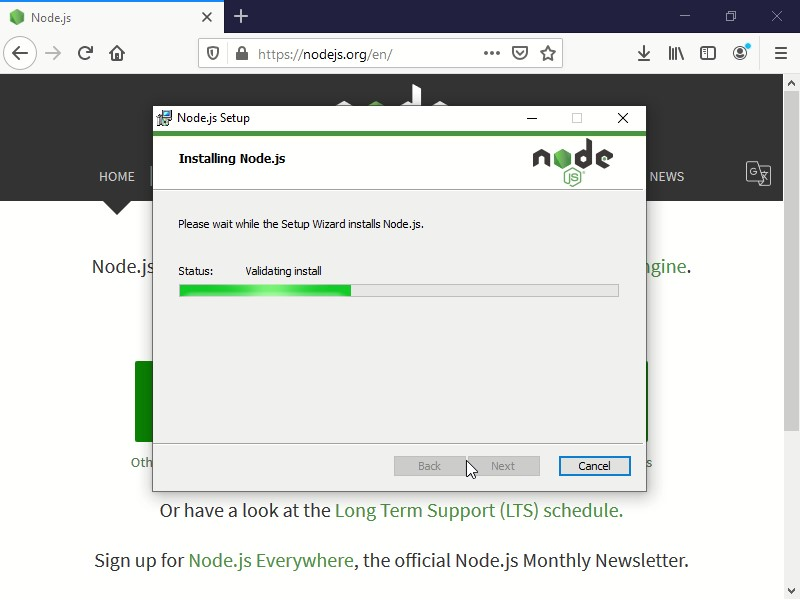 Node.js
https://nodejs.org/en/
Node.js Setup
Installing Node.js
node
JS
HOME
NEWS
Please wait while the Setup Wizard installs Node.js.
Node.js
ngine.
Status: Validating install
Back Next Cancel
Oth
s
Or have a look at the Long Term Support (LTS) schedule.
Sign up for Node.js Everywhere, the official Node.js Monthly Newsletter.